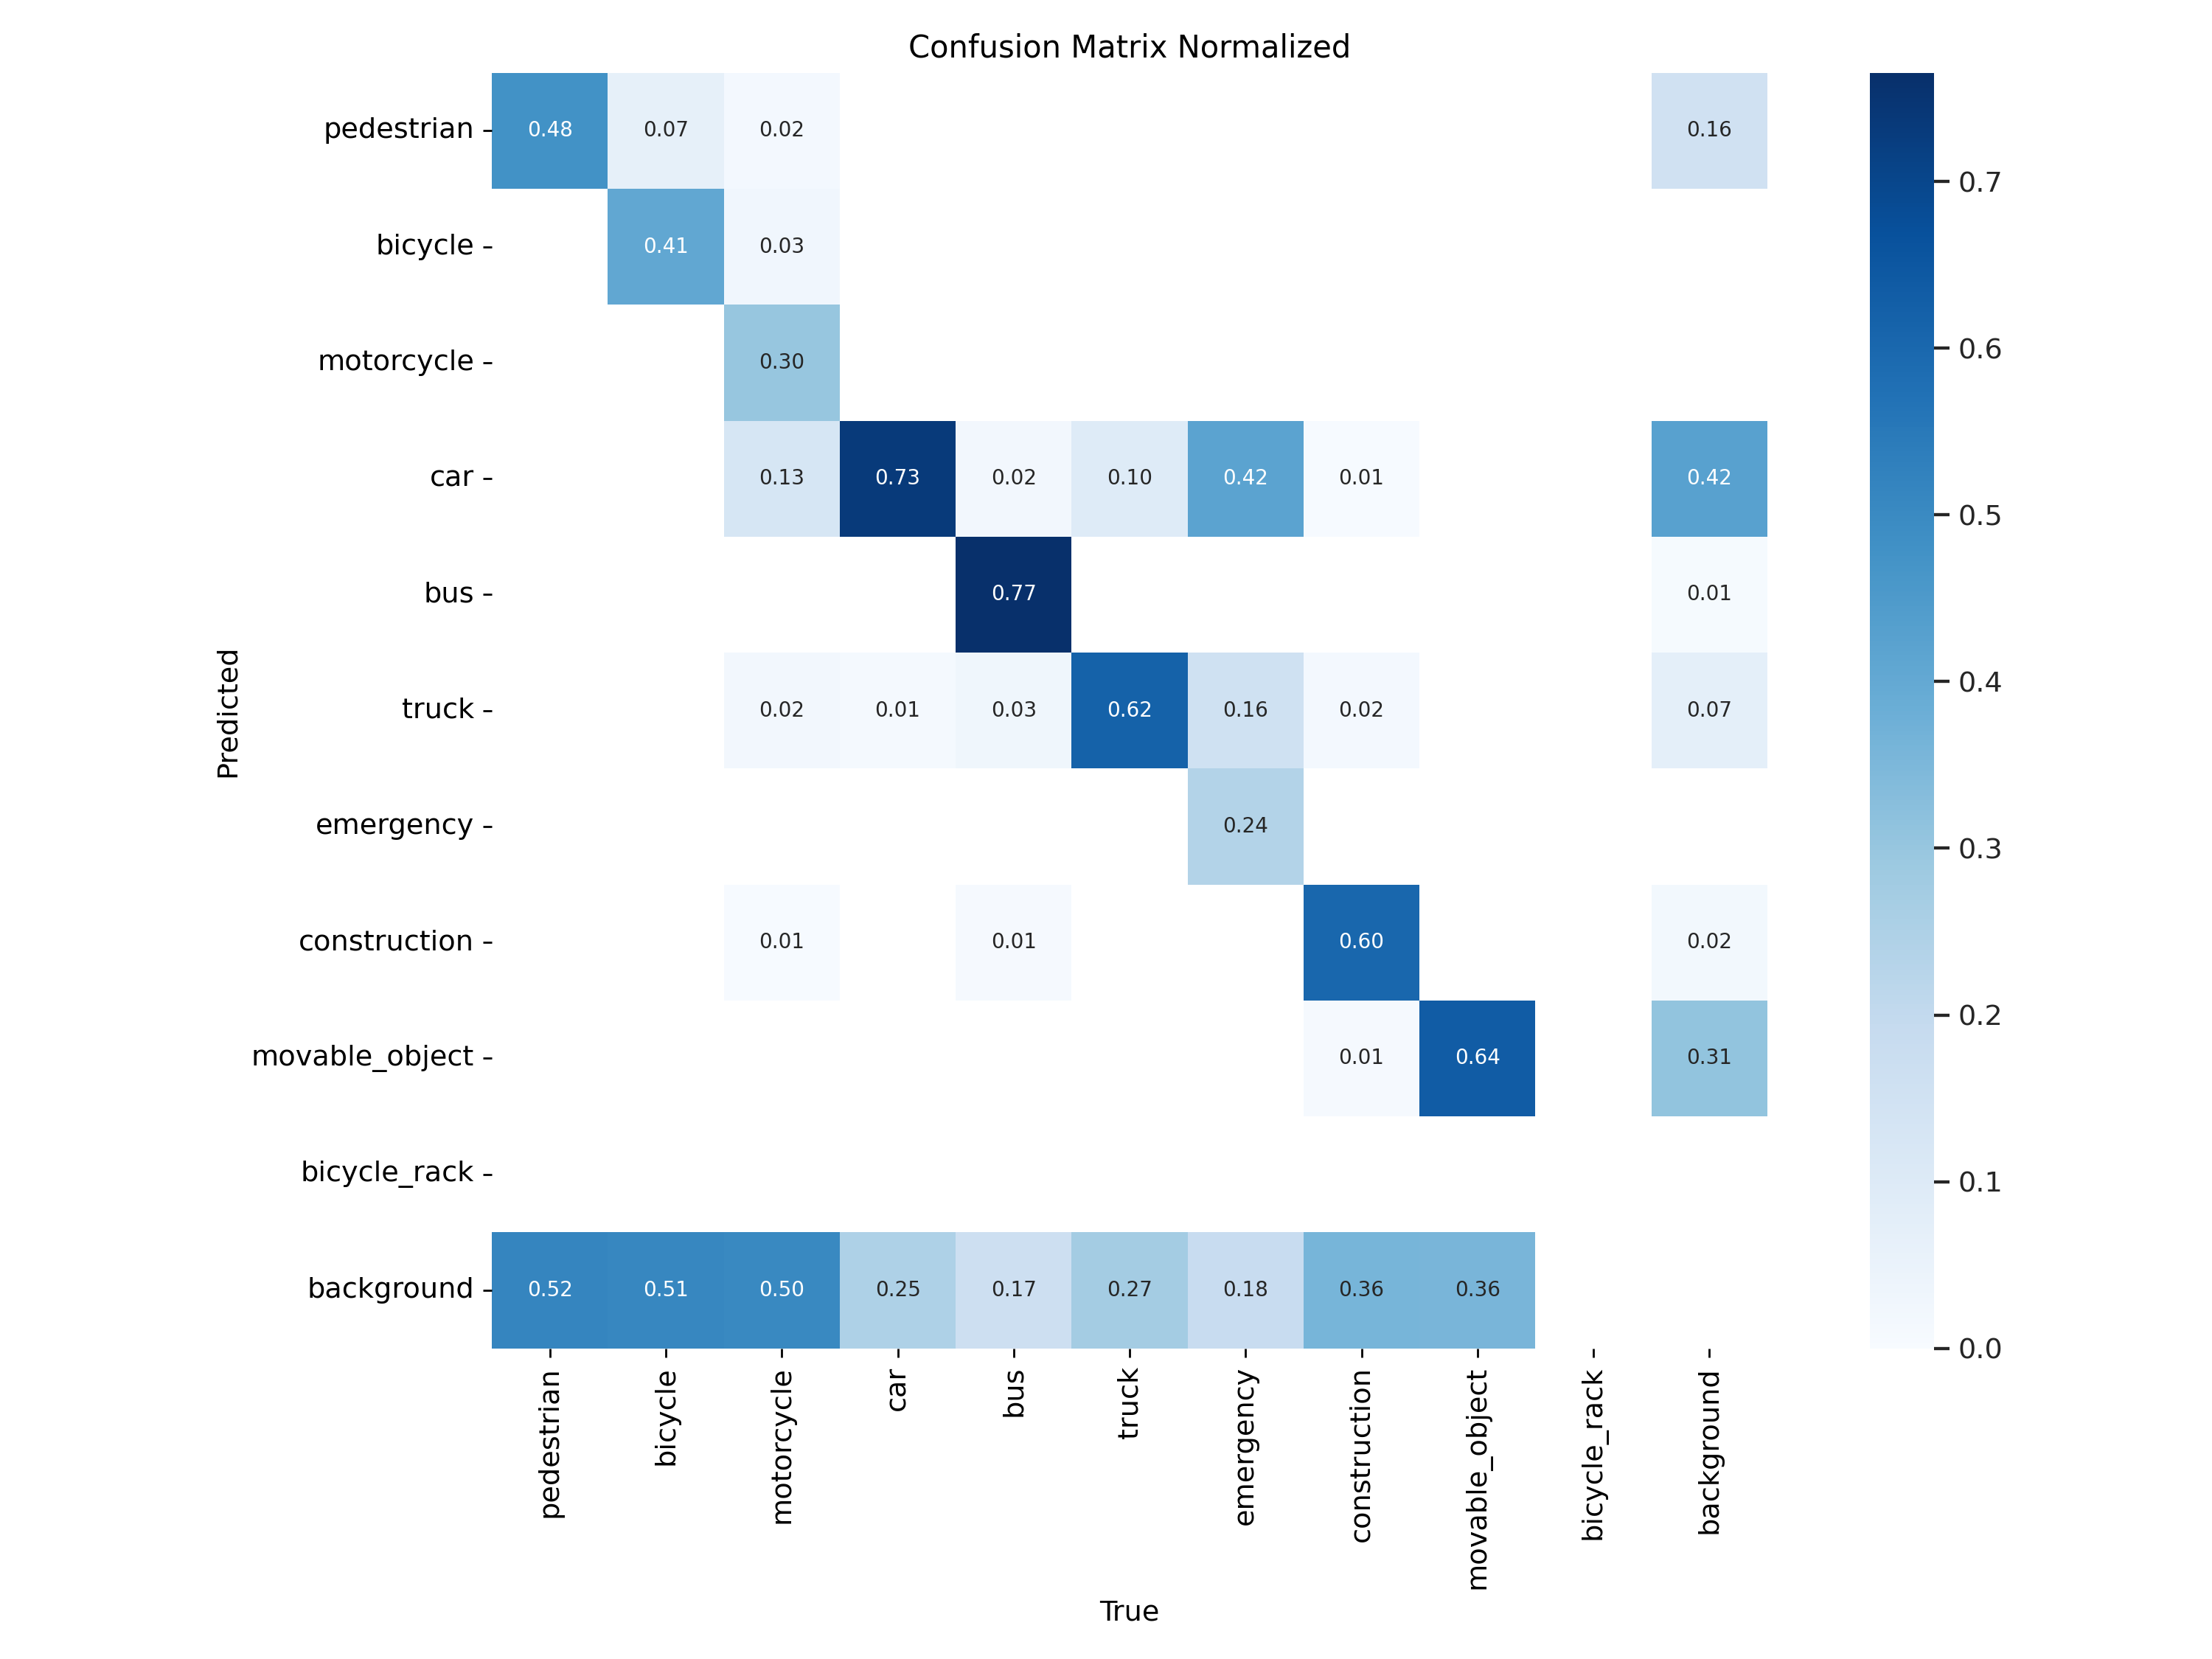 Confusion Matrix Normalized
pedestrian 0.48 0.07 0.02 0.16
bicycle 0.41 0.03
motorcycle 0.30
car 0.13 0.73 0.02 0.10 0.42 0.01 0.42
bus 0.77 0.01
truck 0.02 0.01 0.03 0.62 0.16 0.02 0.07
emergency 0.24
construction 0.01 0.01 0.60 0.02
movable_object 0.01 0.64 0.31
bicycle_rack
background 0.52 0.51 0.50 0.25 0.17 0.27 0.18 0.36 0.36
Predicted
pedestrian
bicycle
motorcycle
car
bus
truck
emergency
construction
movable_object
bicycle_rack
background
True
0.7
0.6
0.5
0.4
0.3
0.2
0.1
0.0